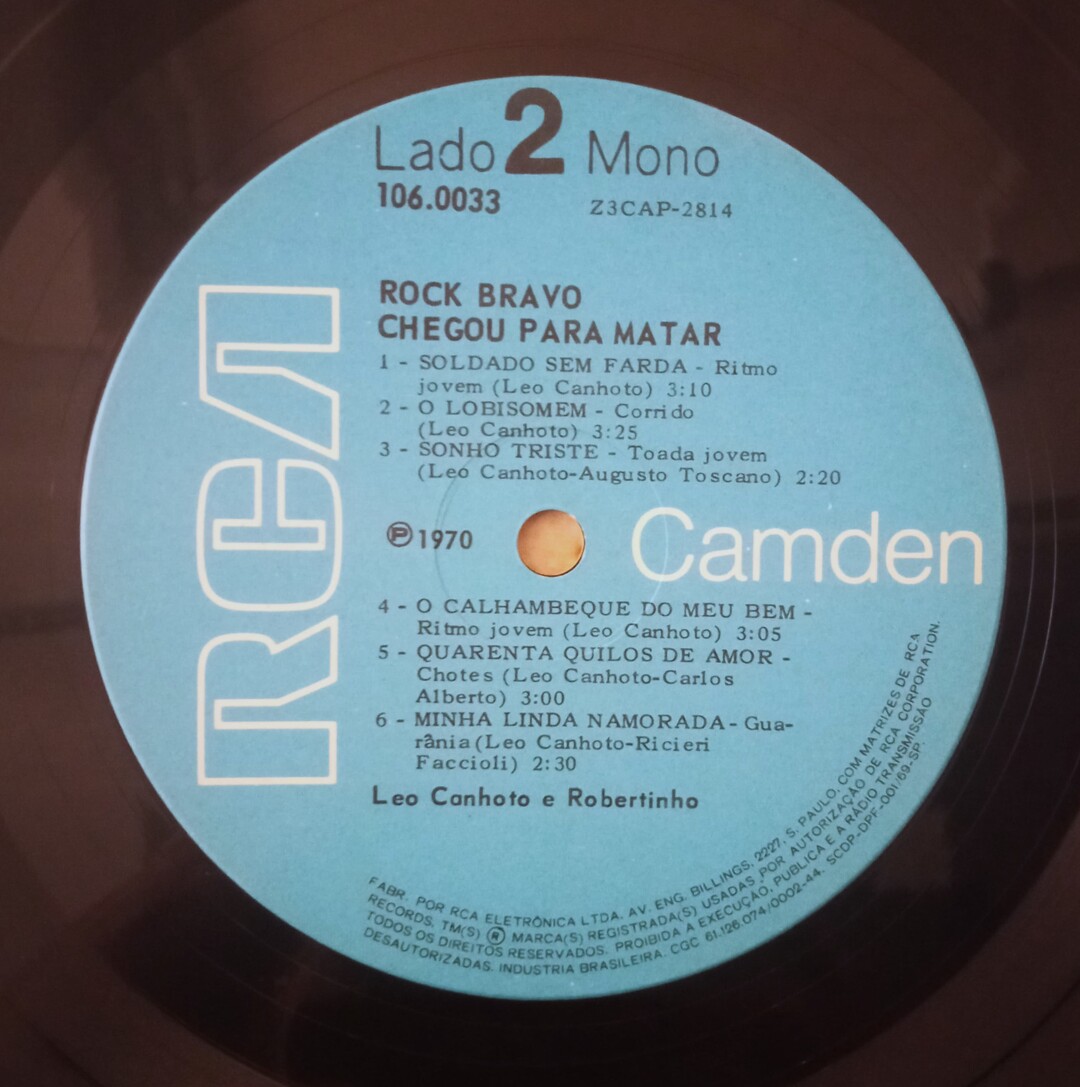 Lado 2 Mono
106.0033 Z3CAP-2814
ROCK BRAVO
CHEGOU PARA MATAR
1 - SOLDADO SEM FARDA - Ritmo
jovem (Leo Canhoto) 3:10
2 - O LOBISOMEM - Corrido
(Leo Canhoto) 3:25
3 - SONHO TRISTE - Toada jovem
(Leo Canhoto-Augusto Toscano) 2:20
RCA
℗ 1970
Camden
4 - O CALHAMBEQUE DO MEU BEM -
Ritmo jovem (Leo Canhoto) 3:05
5 - QUARENTA QUILOS DE AMOR -
Chotes (Leo Canhoto-Carlos
Alberto) 3:00
6 - MINHA LINDA NAMORADA - Gua-
rânia (Leo Canhoto-Ricieri
Faccioli) 2:30
Leo Canhoto e Robertinho
FABR. POR RCA ELETRÔNICA LTDA. AV. ENG. BILLINGS, 2227, S. PAULO, COM MATRIZES DE RCA
RECORDS. TM(S) ® MARCA(S) REGISTRADA(S) USADAS POR AUTORIZAÇÃO DE RCA CORPORATION.
TODOS OS DIREITOS RESERVADOS. PROIBIDA A EXECUÇÃO, PUBLICA E A RÁDIO TRANSMISSÃO
DESAUTORIZADAS. INDUSTRIA BRASILEIRA. CGC 61.126.074/0002-44. SCDP-DPF-001/69-SP.